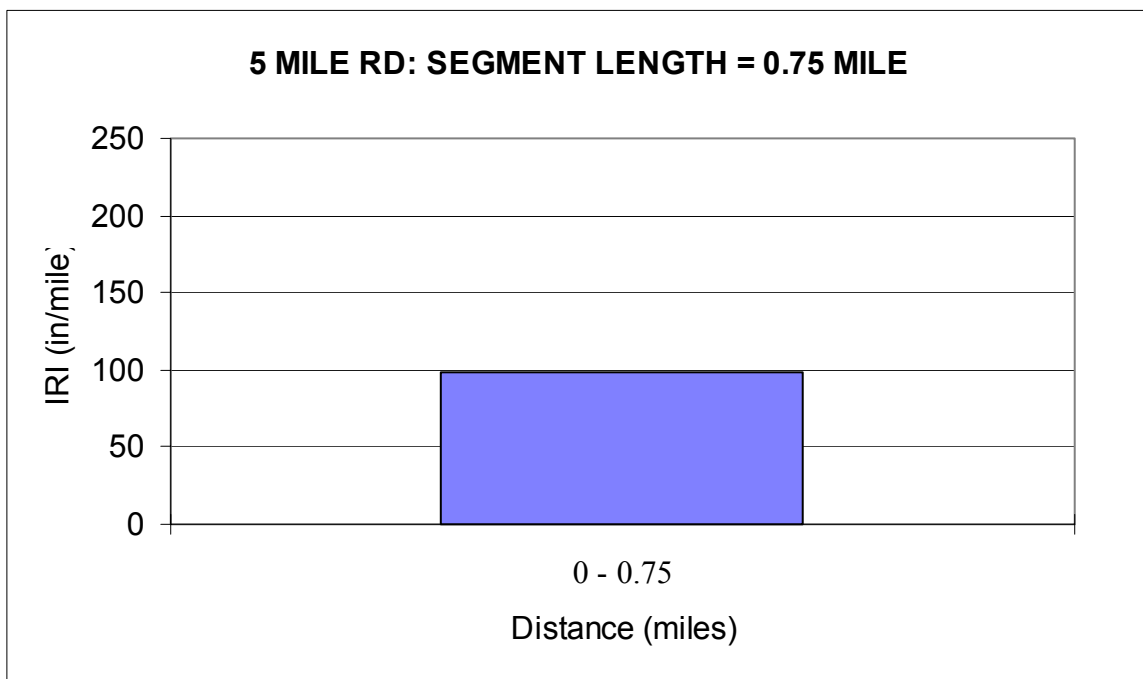 5 MILE RD: SEGMENT LENGTH = 0.75 MILE
250
200
150
100
50
0
IRI (in/mile)
0 - 0.75
Distance (miles)